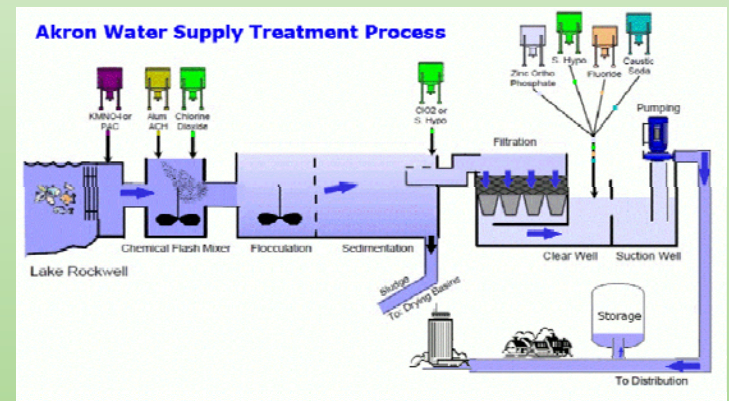 Akron Water Supply Treatment Process
KMNO4 or
PAC
Alum
ACH
Chlorine
Dioxide
ClO2 or
S. Hypo
Zinc Ortho
Phosphate
S. Hypo
Fluoride
Caustic
Soda
Pumping
Filtration
Chemical Flash Mixer
Flocculation
Sedimentation
Clear Well
Suction Well
Lake Rockwell
Sludge
To: Drying Basins
Storage
To Distribution